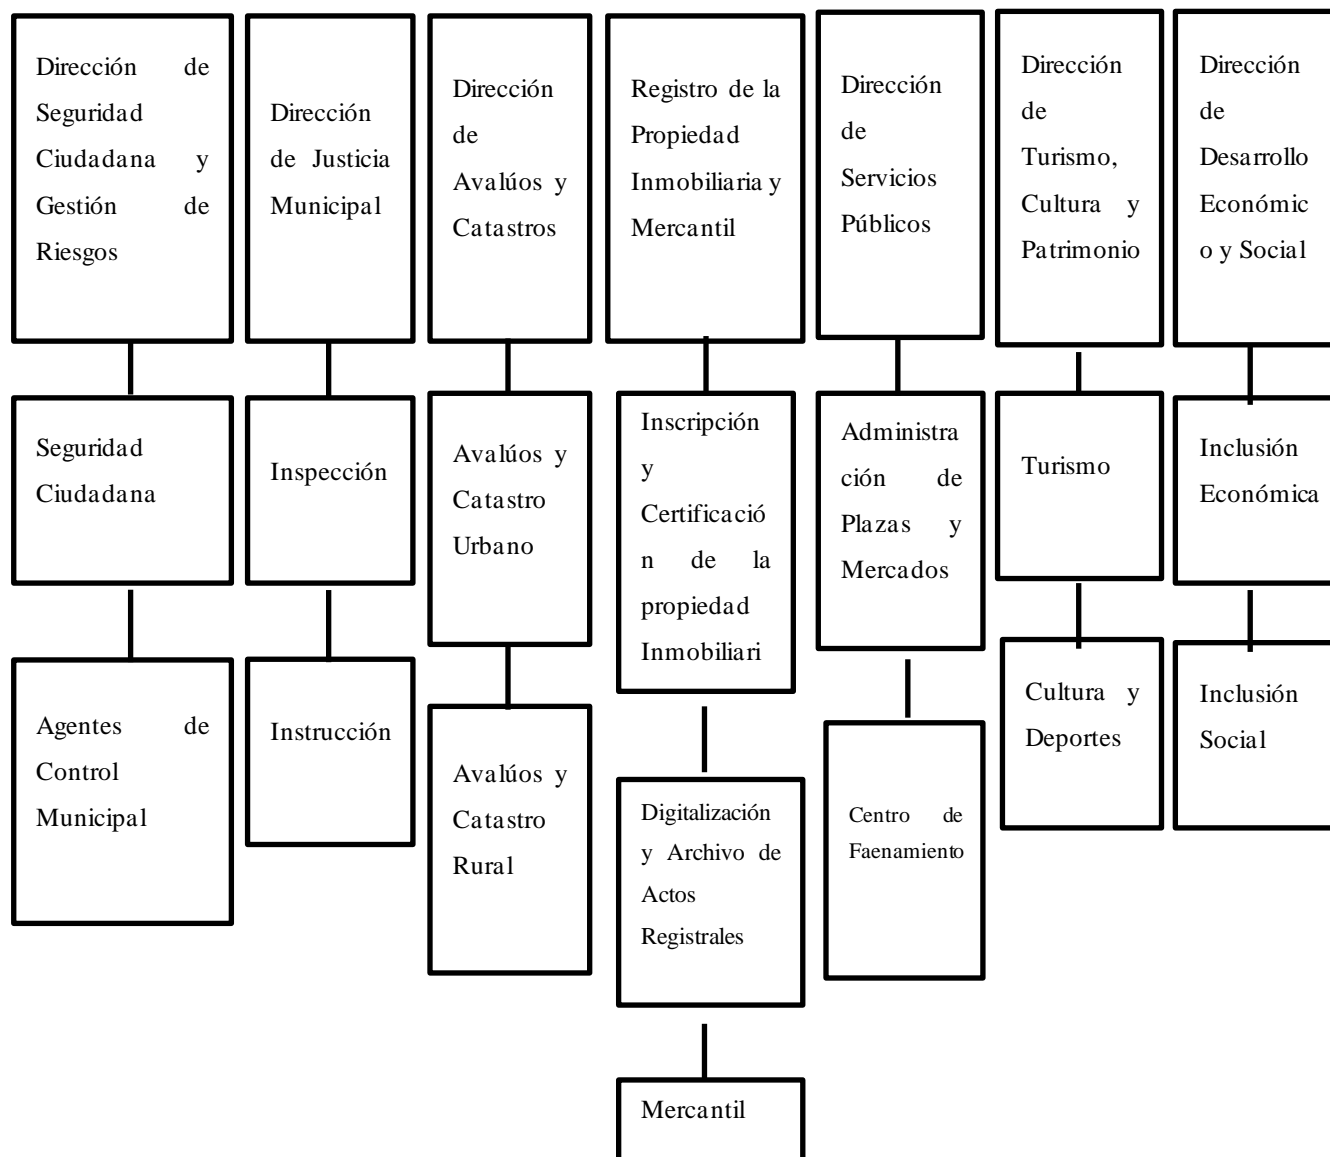 Dirección de
Seguridad
Ciudadana y
Gestión de
Riesgos
Dirección
de Justicia
Municipal
Dirección
de
Avalúos y
Catastros
Registro de la
Propiedad
Inmobiliaria y
Mercantil
Dirección
de
Servicios
Públicos
Dirección
de
Turismo,
Cultura y
Patrimonio
Dirección
de
Desarrollo
Económic
o y Social
Seguridad
Ciudadana
Inspección
Avalúos y
Catastro
Urbano
Inscripción
y
Certificació
n de la
propiedad
Inmobiliari
Administra
ción de
Plazas y
Mercados
Turismo
Inclusión
Económica
Agentes de
Control
Municipal
Instrucción
Avalúos y
Catastro
Rural
Digitalización
y Archivo de
Actos
Registrales
Centro de
Faenamiento
Cultura y
Deportes
Inclusión
Social
Mercantil